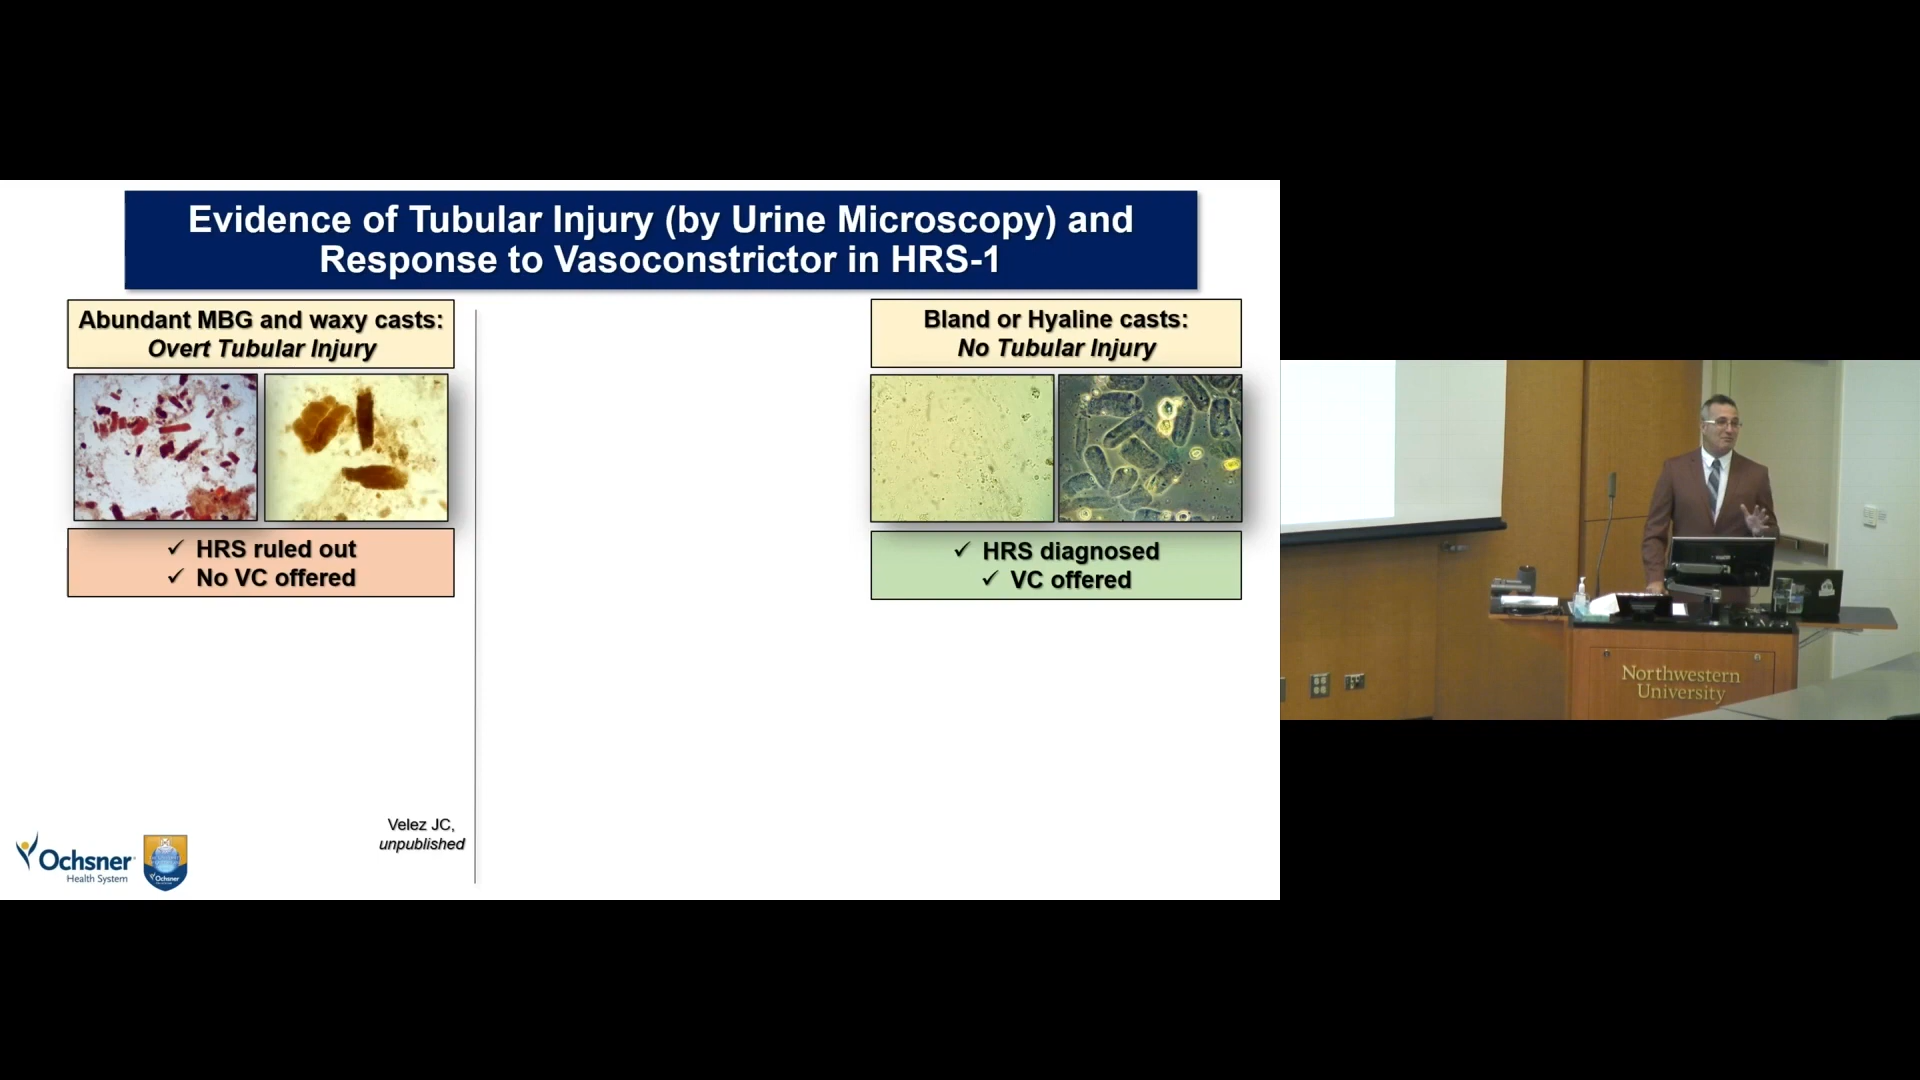 Evidence of Tubular Injury (by Urine Microscopy) and
Response to Vasoconstrictor in HRS-1
Abundant MBG and waxy casts:
Overt Tubular Injury
✓ HRS ruled out
✓ No VC offered
Bland or Hyaline casts:
No Tubular Injury
✓ HRS diagnosed
✓ VC offered
Velez JC,
unpublished
Ochsner
Health System
Ochsner
Northwestern
University